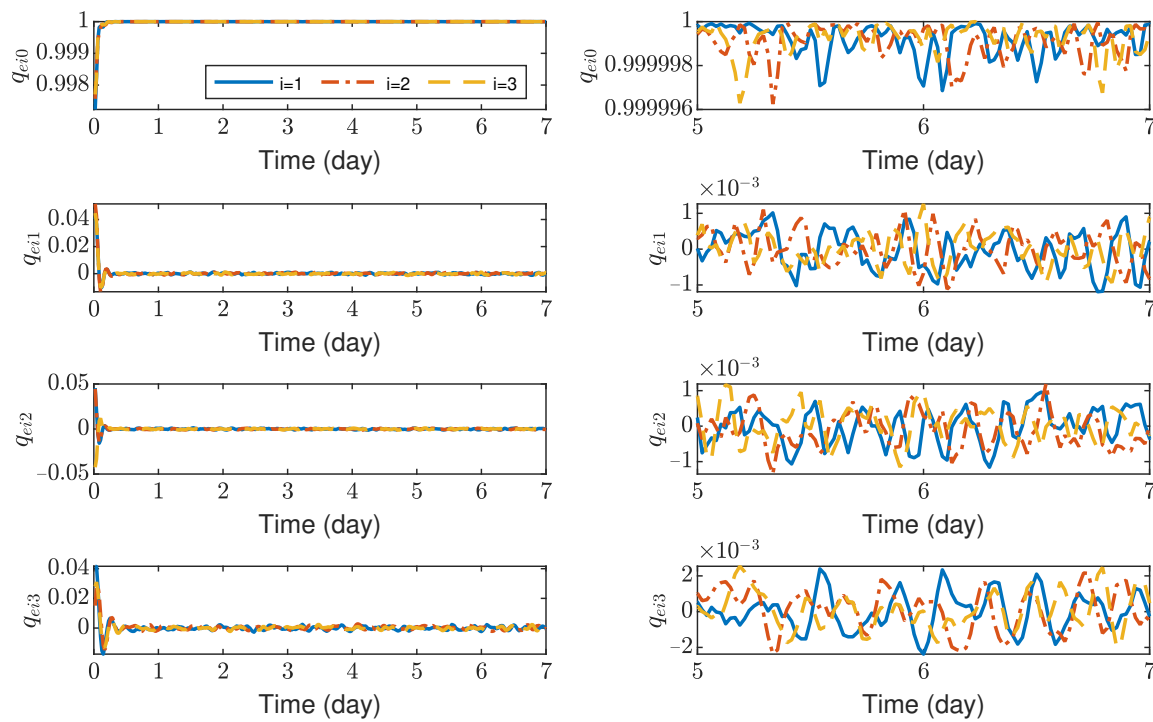 1
0.999
0.998
q_{ei0}
i=1 i=2 i=3
0 1 2 3 4 5 6 7
Time (day)
1
0.999998
0.999996
q_{ei0}
5 6 7
Time (day)
0.04
0.02
0
q_{ei1}
0 1 2 3 4 5 6 7
Time (day)
×10⁻³
1
0
−1
q_{ei1}
5 6 7
Time (day)
0.05
0
−0.05
q_{ei2}
0 1 2 3 4 5 6 7
Time (day)
×10⁻³
1
0
−1
q_{ei2}
5 6 7
Time (day)
0.04
0.02
0
q_{ei3}
0 1 2 3 4 5 6 7
Time (day)
×10⁻³
2
0
−2
q_{ei3}
5 6 7
Time (day)